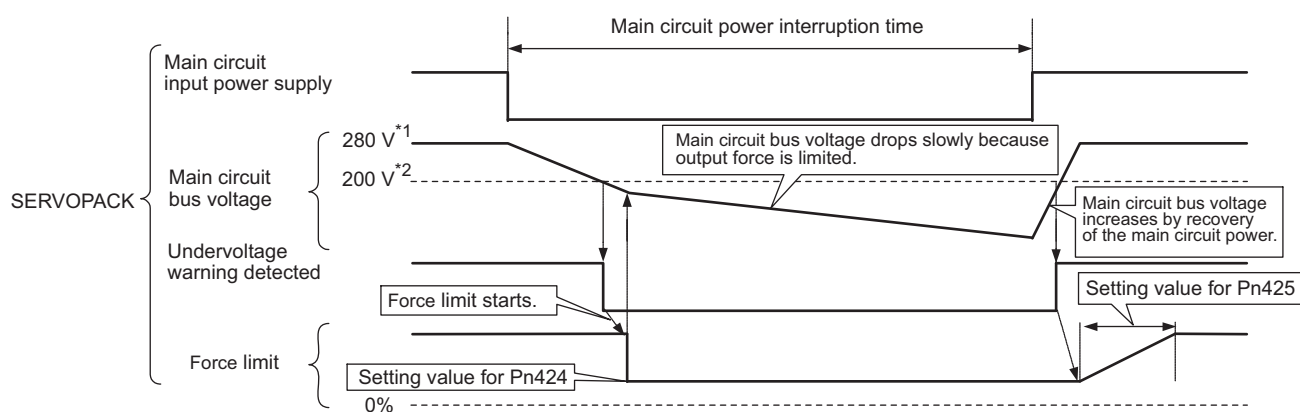 Main circuit power interruption time
Main circuit
input power supply
280 V*1
Main circuit bus voltage drops slowly because
output force is limited.
200 V*2
Main circuit
bus voltage
SERVOPACK
Main circuit bus voltage
increases by recovery
of the main circuit power.
Undervoltage
warning detected
Force limit starts.
Setting value for Pn425
Force limit
Setting value for Pn424
0%